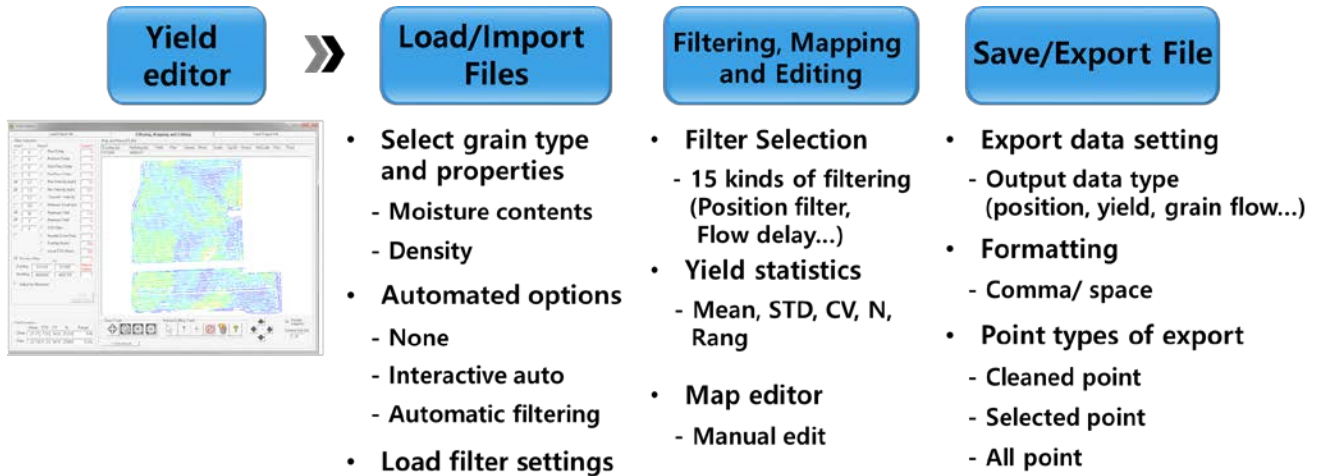 Yield
editor
Load/Import
Files
Filtering, Mapping
and Editing
Save/Export File
• Select grain type
and properties
- Moisture contents
- Density
• Automated options
- None
- Interactive auto
- Automatic filtering
• Load filter settings
• Filter Selection
- 15 kinds of filtering
(Position filter,
Flow delay...)
• Yield statistics
- Mean, STD, CV, N,
Rang
• Map editor
- Manual edit
• Export data setting
- Output data type
(position, yield, grain flow...)
• Formatting
- Comma/ space
• Point types of export
- Cleaned point
- Selected point
- All point